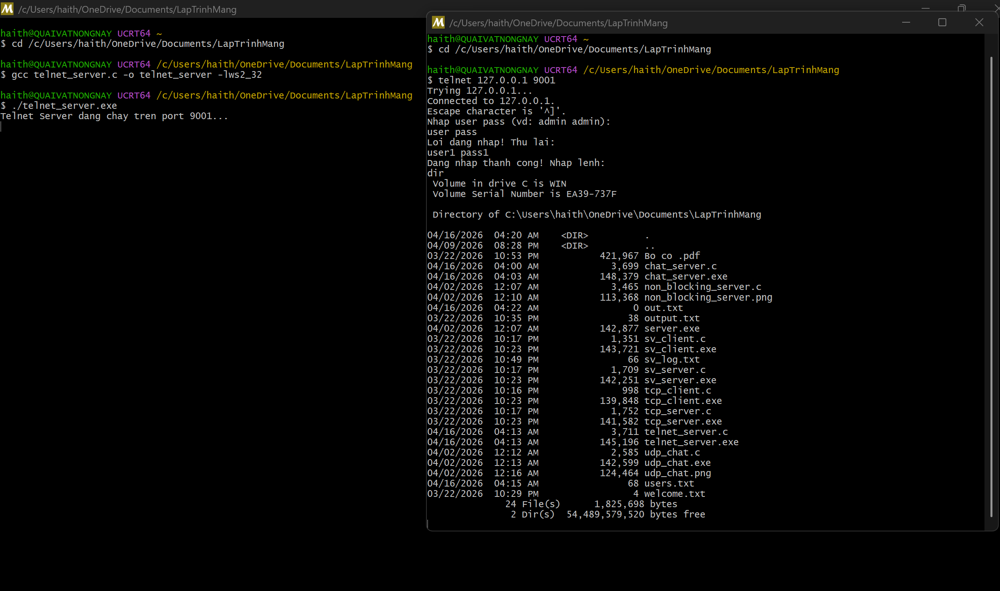 /c/Users/haith/OneDrive/Documents/LapTrinhMang
haith@QUAIVATNONGNAY UCRT64 ~
$ cd /c/Users/haith/OneDrive/Documents/LapTrinhMang
haith@QUAIVATNONGNAY UCRT64 /c/Users/haith/OneDrive/Documents/LapTrinhMang
$ gcc telnet_server.c -o telnet_server -lws2_32
haith@QUAIVATNONGNAY UCRT64 /c/Users/haith/OneDrive/Documents/LapTrinhMang
$ ./telnet_server.exe
Telnet Server dang chay tren port 9001...
/c/Users/haith/OneDrive/Documents/LapTrinhMang
haith@QUAIVATNONGNAY UCRT64 ~
$ cd /c/Users/haith/OneDrive/Documents/LapTrinhMang
haith@QUAIVATNONGNAY UCRT64 /c/Users/haith/OneDrive/Documents/LapTrinhMang
$ telnet 127.0.0.1 9001
Trying 127.0.0.1...
Connected to 127.0.0.1.
Escape character is '^]'.
Nhap user pass (vd: admin admin):
user pass
Loi dang nhap! Thu lai:
user1 pass1
Dang nhap thanh cong! Nhap lenh:
dir
 Volume in drive C is WIN
 Volume Serial Number is EA39-737F
 Directory of C:\Users\haith\OneDrive\Documents\LapTrinhMang
04/16/2026  04:20 AM    <DIR>          .
04/09/2026  08:28 PM    <DIR>          ..
03/22/2026  10:53 PM           421,967 Bo co .pdf
04/16/2026  04:00 AM             3,699 chat_server.c
04/16/2026  04:03 AM           148,379 chat_server.exe
04/02/2026  12:07 AM             3,465 non_blocking_server.c
04/02/2026  12:10 AM           113,368 non_blocking_server.png
04/16/2026  04:22 AM                 0 out.txt
03/22/2026  10:35 PM                38 output.txt
04/02/2026  12:07 AM           142,877 server.exe
03/22/2026  10:17 PM             1,351 sv_client.c
03/22/2026  10:23 PM           143,721 sv_client.exe
03/22/2026  10:49 PM                66 sv_log.txt
03/22/2026  10:17 PM             1,709 sv_server.c
03/22/2026  10:23 PM           142,251 sv_server.exe
03/22/2026  10:16 PM               998 tcp_client.c
03/22/2026  10:23 PM           139,848 tcp_client.exe
03/22/2026  10:17 PM             1,752 tcp_server.c
03/22/2026  10:23 PM           141,582 tcp_server.exe
04/16/2026  04:13 AM             3,711 telnet_server.c
04/16/2026  04:13 AM           145,196 telnet_server.exe
04/02/2026  12:12 AM             2,585 udp_chat.c
04/02/2026  12:13 AM           142,599 udp_chat.exe
04/02/2026  12:16 AM           124,464 udp_chat.png
04/16/2026  04:15 AM                68 users.txt
03/22/2026  10:29 PM                 4 welcome.txt
              24 File(s)      1,825,698 bytes
               2 Dir(s)  54,489,579,520 bytes free